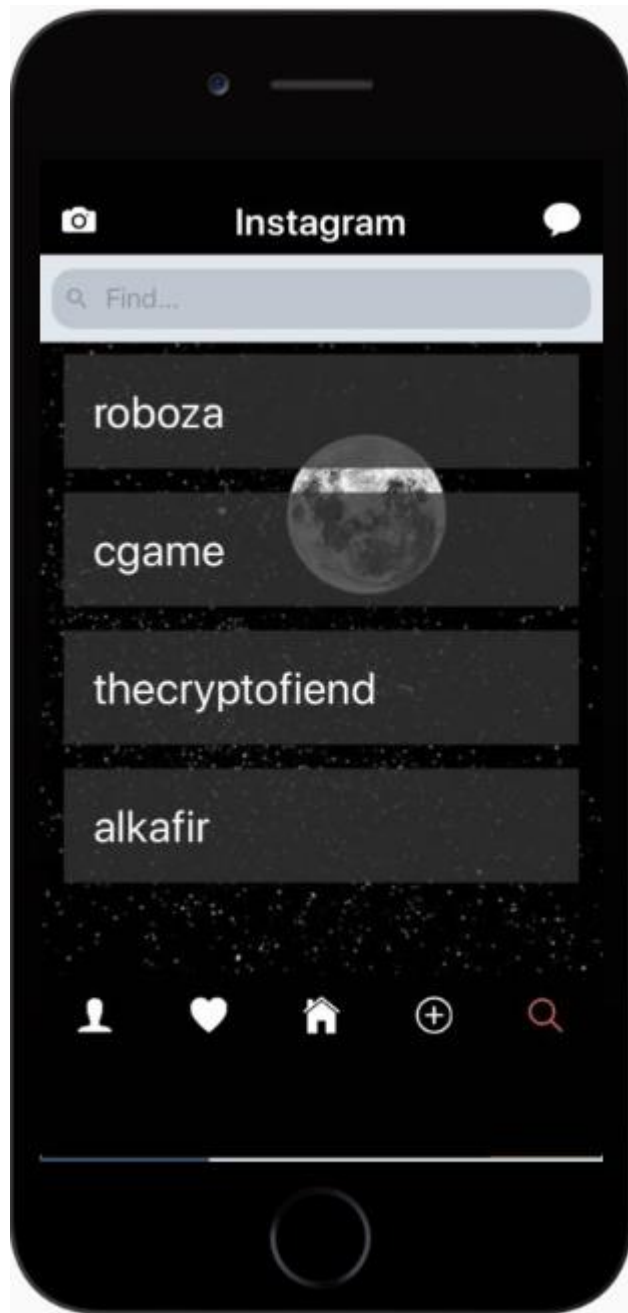 Instagram
Find...
roboza
cgame
thecryptofiend
alkafir